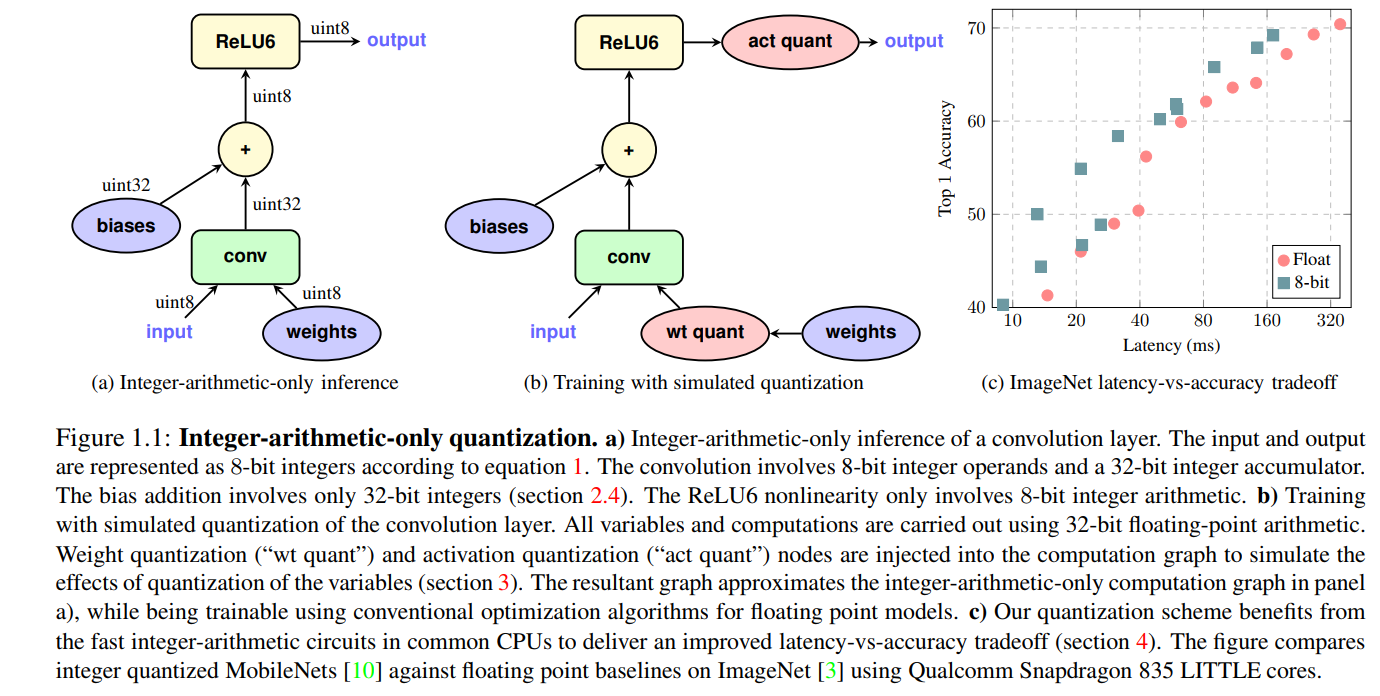 ReLU6
uint8
output
uint8
+
uint32
biases
uint32
conv
uint8
uint8
input
weights
(a) Integer-arithmetic-only inference
ReLU6
act quant
output
+
biases
conv
input
wt quant
weights
(b) Training with simulated quantization
70
60
50
40
Top 1 Accuracy
Float
8-bit
10 20 40 80 160 320
Latency (ms)
(c) ImageNet latency-vs-accuracy tradeoff
Figure 1.1: Integer-arithmetic-only quantization. a) Integer-arithmetic-only inference of a convolution layer. The input and output
are represented as 8-bit integers according to equation 1. The convolution involves 8-bit integer operands and a 32-bit integer accumulator.
The bias addition involves only 32-bit integers (section 2.4). The ReLU6 nonlinearity only involves 8-bit integer arithmetic. b) Training
with simulated quantization of the convolution layer. All variables and computations are carried out using 32-bit floating-point arithmetic.
Weight quantization (“wt quant”) and activation quantization (“act quant”) nodes are injected into the computation graph to simulate the
effects of quantization of the variables (section 3). The resultant graph approximates the integer-arithmetic-only computation graph in panel
a), while being trainable using conventional optimization algorithms for floating point models. c) Our quantization scheme benefits from
the fast integer-arithmetic circuits in common CPUs to deliver an improved latency-vs-accuracy tradeoff (section 4). The figure compares
integer quantized MobileNets [10] against floating point baselines on ImageNet [3] using Qualcomm Snapdragon 835 LITTLE cores.